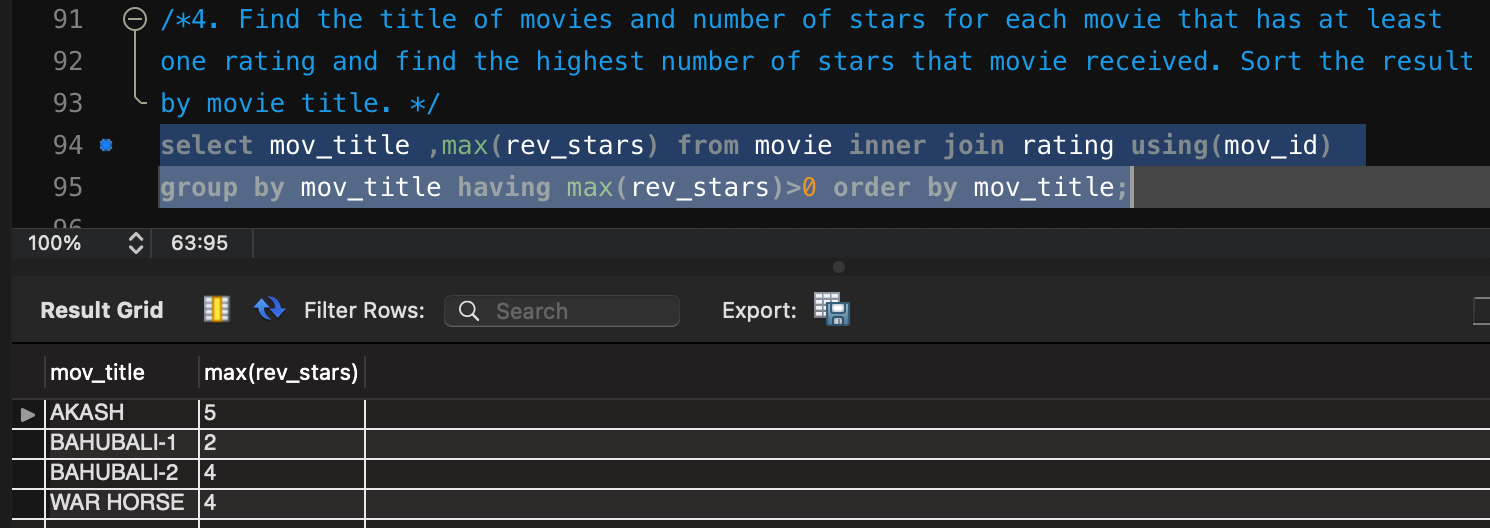 91 /*4. Find the title of movies and number of stars for each movie that has at least
92 one rating and find the highest number of stars that movie received. Sort the result
93 by movie title. */
94 select mov_title ,max(rev_stars) from movie inner join rating using(mov_id)
95 group by mov_title having max(rev_stars)>0 order by mov_title;
96
100% 63:95
Result Grid Filter Rows: Search Export:
mov_title max(rev_stars)
AKASH 5
BAHUBALI-1 2
BAHUBALI-2 4
WAR HORSE 4